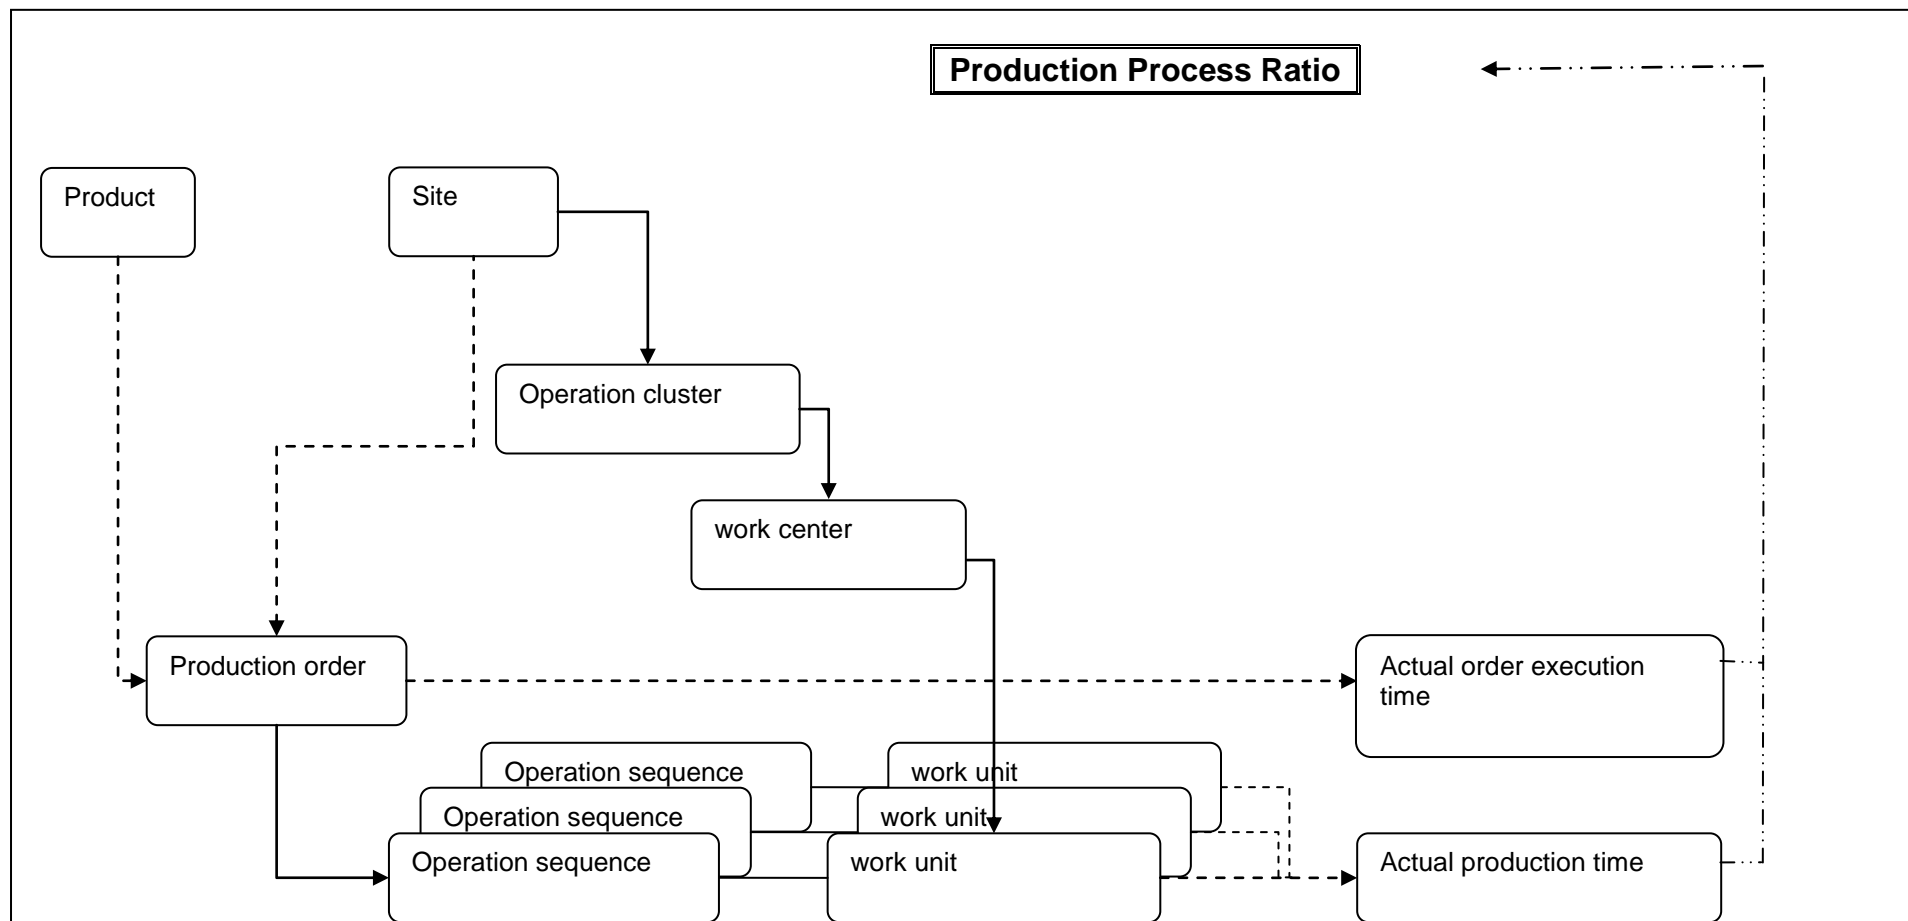 Production Process Ratio
Product
Site
Operation cluster
work center
Production order
Actual order execution
time
Operation sequence
work unit
Operation sequence
work unit
Operation sequence
work unit
Actual production time